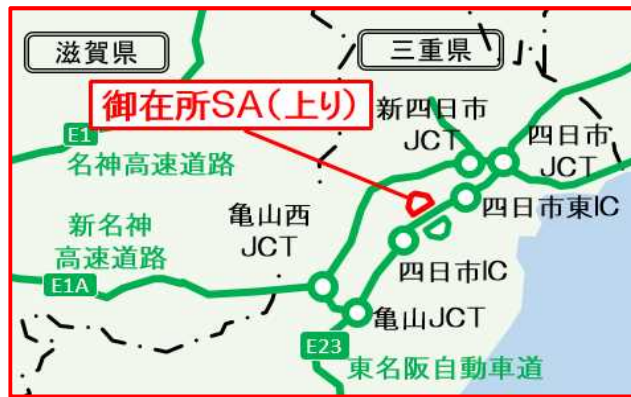 滋賀県
三重県
御在所SA(上り)
E1
名神高速道路
新四日市
JCT
四日市
JCT
四日市東IC
新名神
高速道路
E1A
亀山西
JCT
四日市IC
亀山JCT
E23
東名阪自動車道